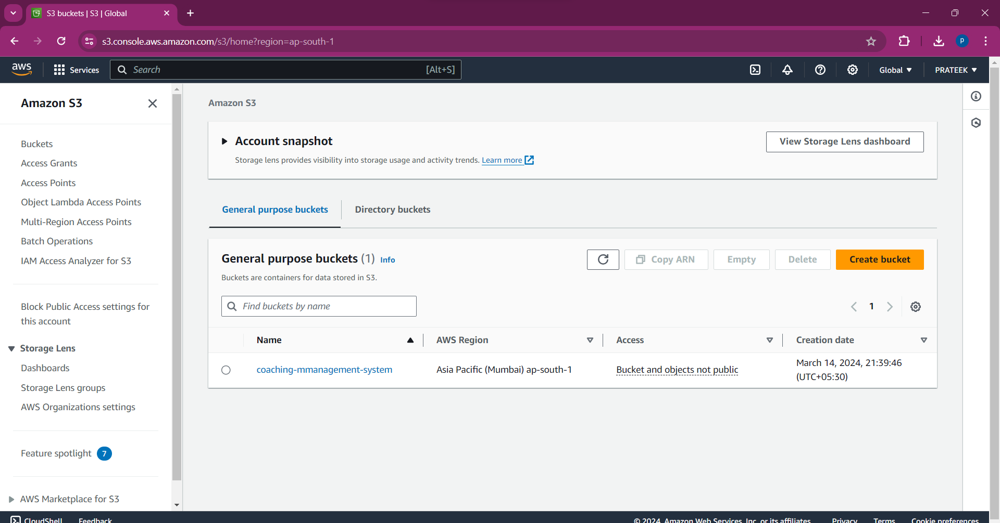 S3 buckets | S3 | Global
s3.console.aws.amazon.com/s3/home?region=ap-south-1
P
aws
Services
Search
[Alt+S]
Global
PRATEEK
Amazon S3
Buckets
Access Grants
Access Points
Object Lambda Access Points
Multi-Region Access Points
Batch Operations
IAM Access Analyzer for S3
Block Public Access settings for
this account
Storage Lens
Dashboards
Storage Lens groups
AWS Organizations settings
Feature spotlight 7
AWS Marketplace for S3
Amazon S3
Account snapshot
View Storage Lens dashboard
Storage lens provides visibility into storage usage and activity trends. Learn more
General purpose buckets
Directory buckets
General purpose buckets (1) Info
Copy ARN
Empty
Delete
Create bucket
Buckets are containers for data stored in S3.
Find buckets by name
1
Name
AWS Region
Access
Creation date
coaching-mmanagement-system
Asia Pacific (Mumbai) ap-south-1
Bucket and objects not public
March 14, 2024, 21:39:46
(UTC+05:30)
CloudShell
Feedback
© 2024, Amazon Web Services, Inc. or its affiliates.
Privacy
Terms
Cookie preferences